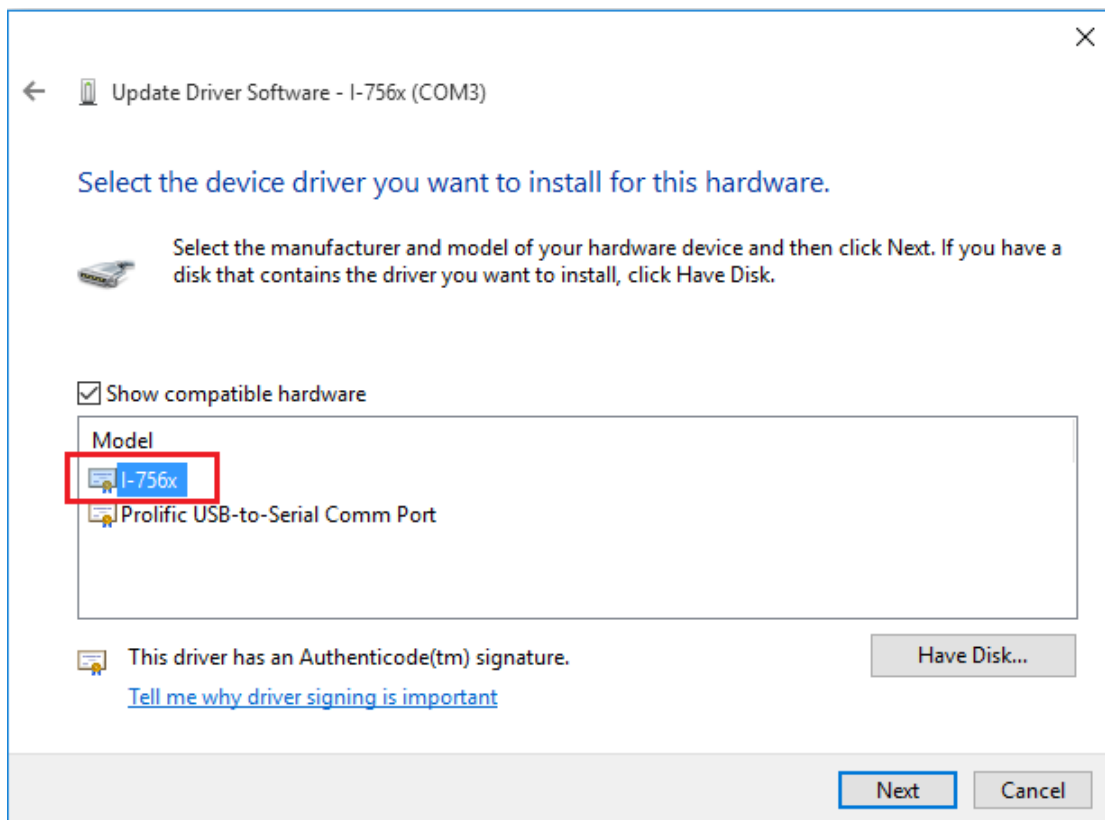 Update Driver Software - I-756x (COM3)
Select the device driver you want to install for this hardware.
Select the manufacturer and model of your hardware device and then click Next. If you have a
disk that contains the driver you want to install, click Have Disk.
Show compatible hardware
Model
I-756x
Prolific USB-to-Serial Comm Port
This driver has an Authenticode(tm) signature.
Have Disk...
Tell me why driver signing is important
Next
Cancel